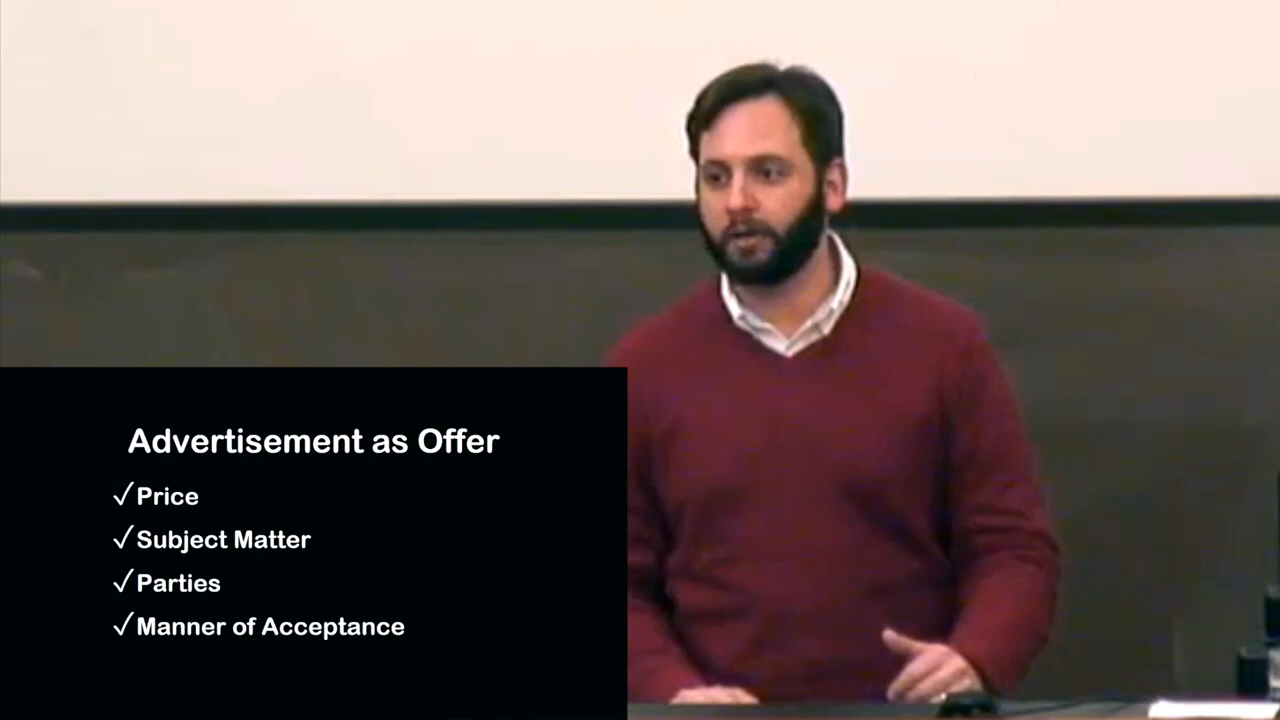 Advertisement as Offer
✓Price
✓Subject Matter
✓Parties
✓Manner of Acceptance